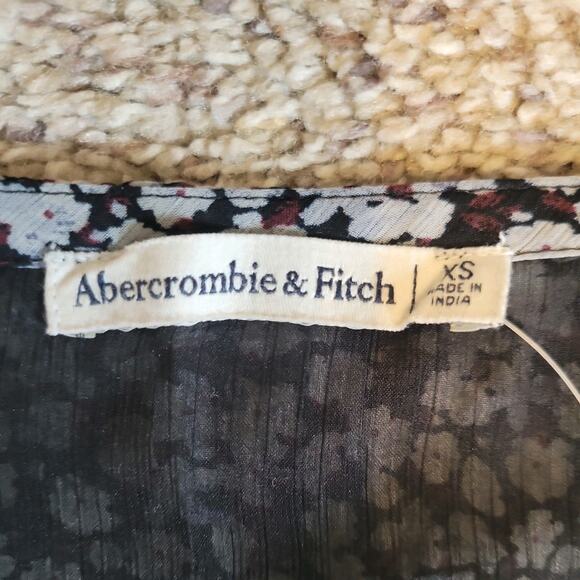 Abercrombie & Fitch
XS
MADE IN
INDIA